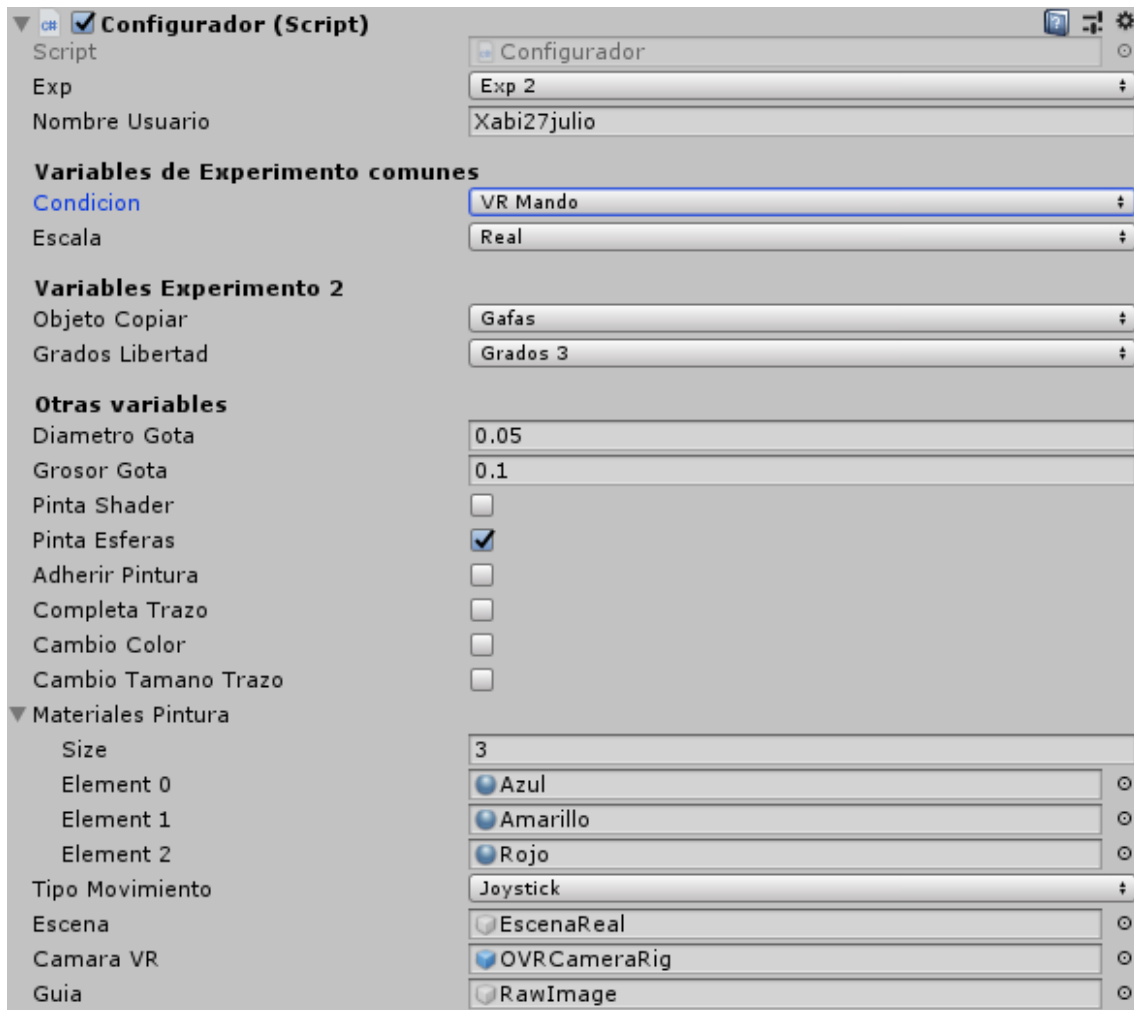 c# Configurador (Script)
Script Configurador
Exp Exp 2
Nombre Usuario Xabi27julio
Variables de Experimento comunes
Condicion VR Mando
Escala Real
Variables Experimento 2
Objeto Copiar Gafas
Grados Libertad Grados 3
Otras variables
Diametro Gota 0.05
Grosor Gota 0.1
Pinta Shader
Pinta Esferas
Adherir Pintura
Completa Trazo
Cambio Color
Cambio Tamano Trazo
Materiales Pintura
Size 3
Element 0 Azul
Element 1 Amarillo
Element 2 Rojo
Tipo Movimiento Joystick
Escena EscenaReal
Camara VR OVRCameraRig
Guia RawImage